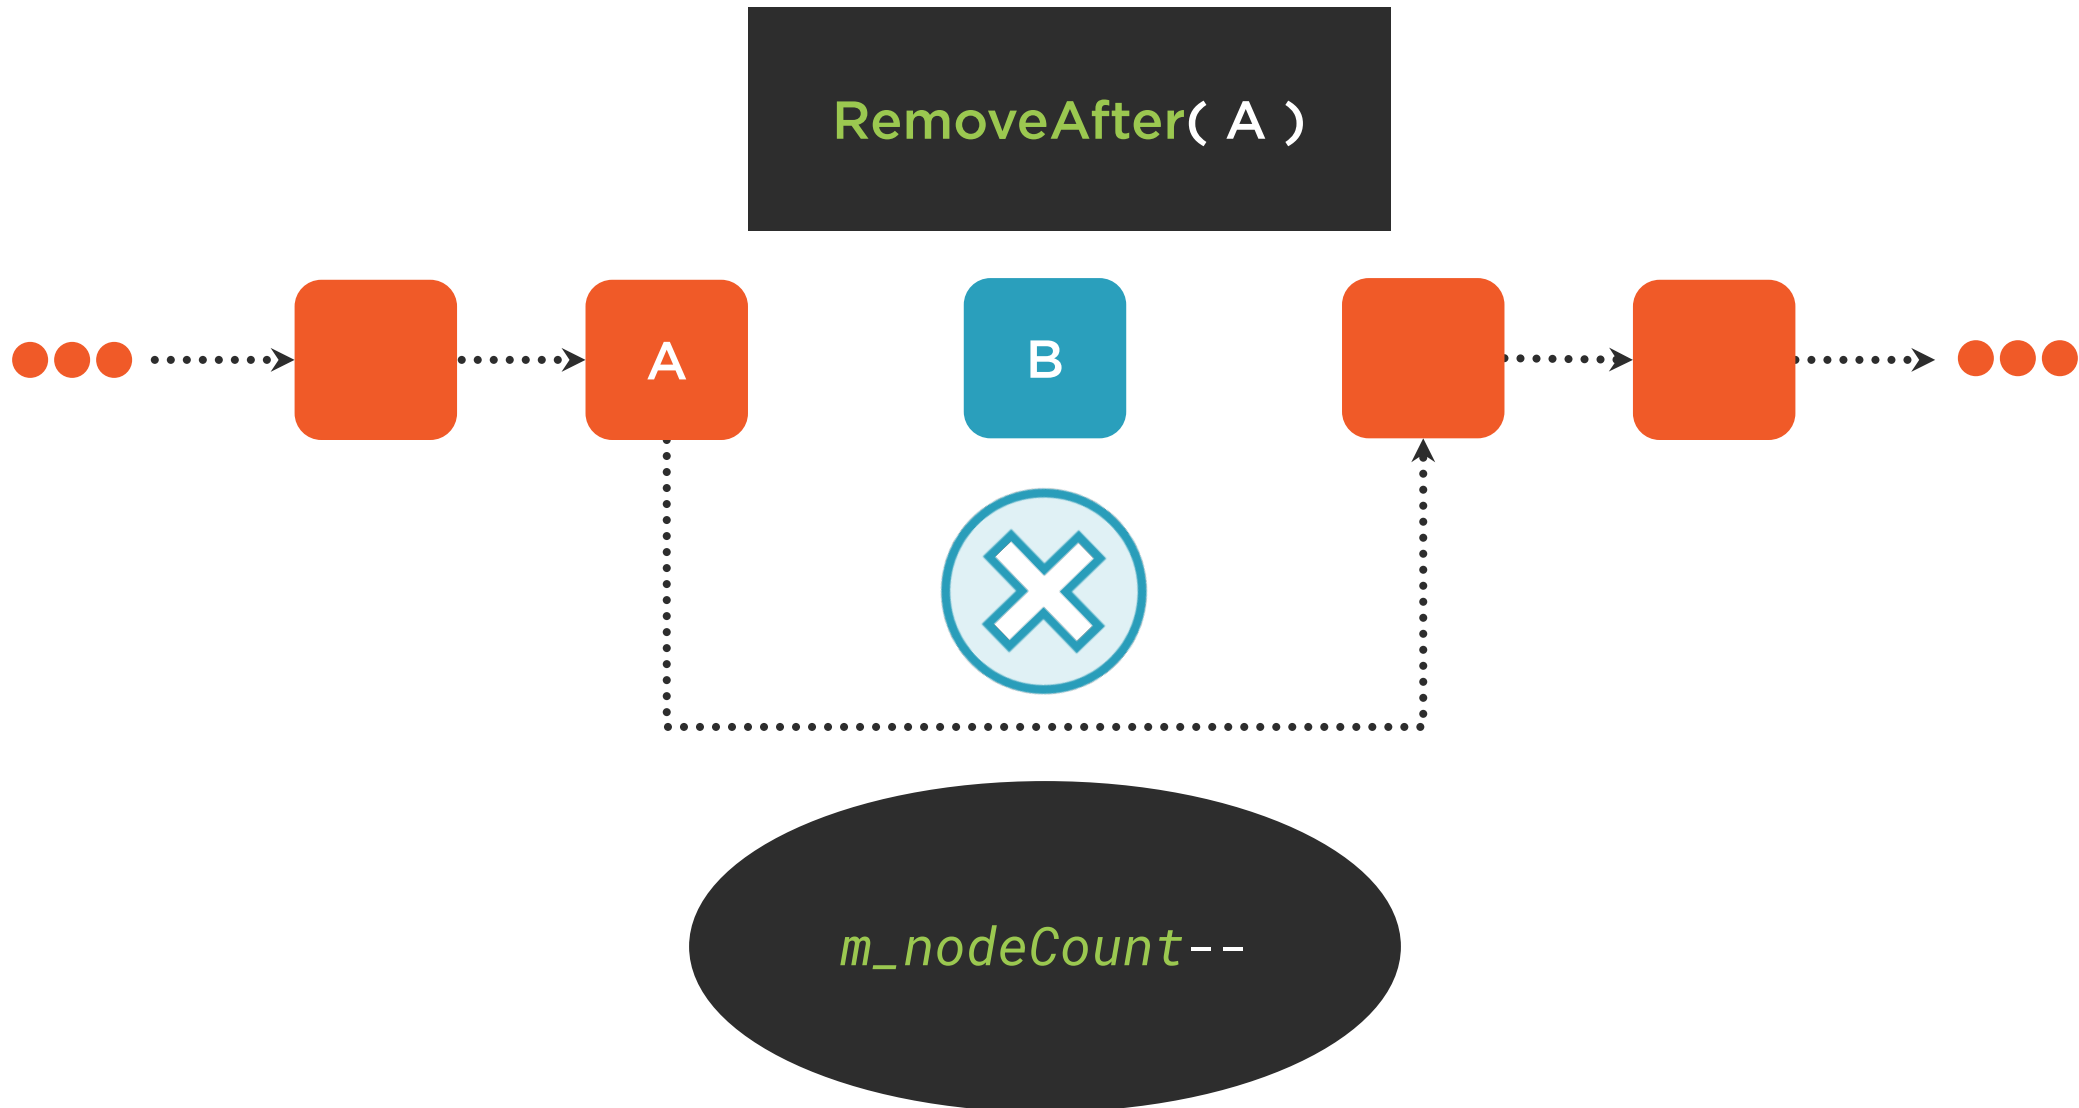 RemoveAfter( A )
A
B
m_nodeCount--